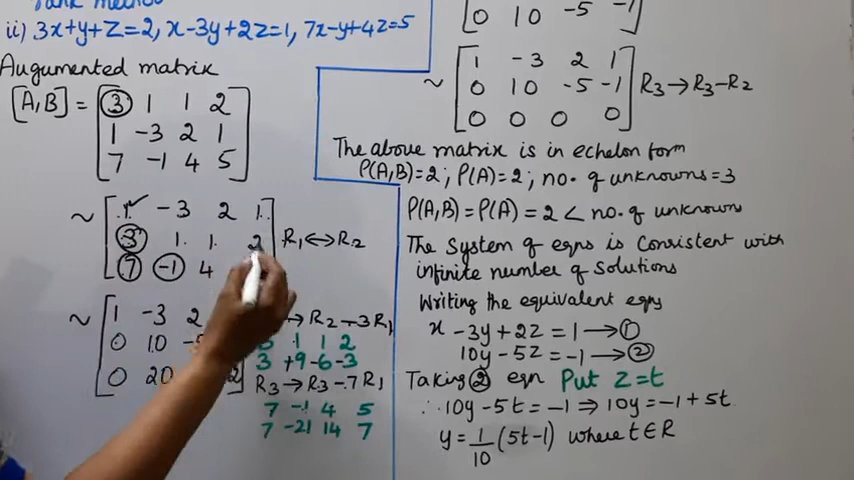 Rank method
ii) 3x+y+z=2, x-3y+2z=1, 7x-y+4z=5
Augumented matrix
[A,B] = [3 1 1 2
1 -3 2 1
7 -1 4 5]
~ [1 -3 2 1
3 1 1 2
7 -1 4
R1 ↔ R2
~ [1 -3 2
0 10 -5
0 20
→ R2 - 3R1
3 1 1 2
3 +9 -6 -3
R3 → R3 - 7R1
7 -1 4 5
7 -21 14 7
0 10 -5 -1
~ [1 -3 2 1
0 10 -5 -1
0 0 0 0] R3 → R3-R2
The above matrix is in echelon form
ρ(A,B)=2; ρ(A)=2; no. of unknowns=3
ρ(A,B)=ρ(A)=2 < no. of unknowns
The System of eqns is Consistent with
infinite number of Solutions
Writing the equivalent eqns
x -3y+2z=1 → ①
10y-5z=-1 → ②
Taking ② eqn Put z=t
∴ 10y-5t=-1 ⇒ 10y=-1+5t
y=1/10 (5t-1) where t∈R